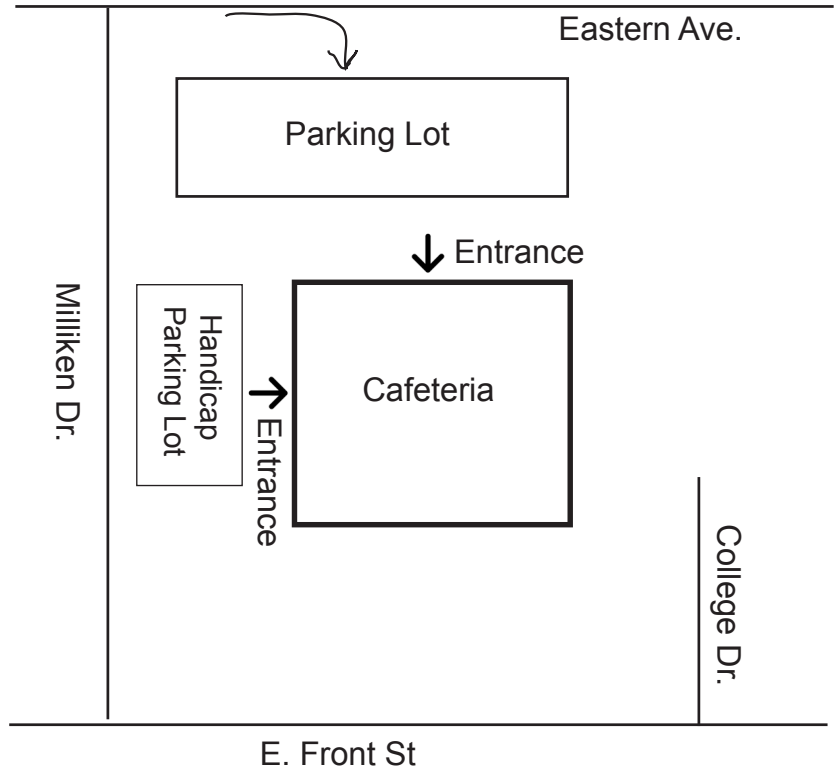 Eastern Ave.
Parking Lot
Entrance
Milliken Dr.
Handicap
Parking Lot
Entrance
Cafeteria
College Dr.
E. Front St